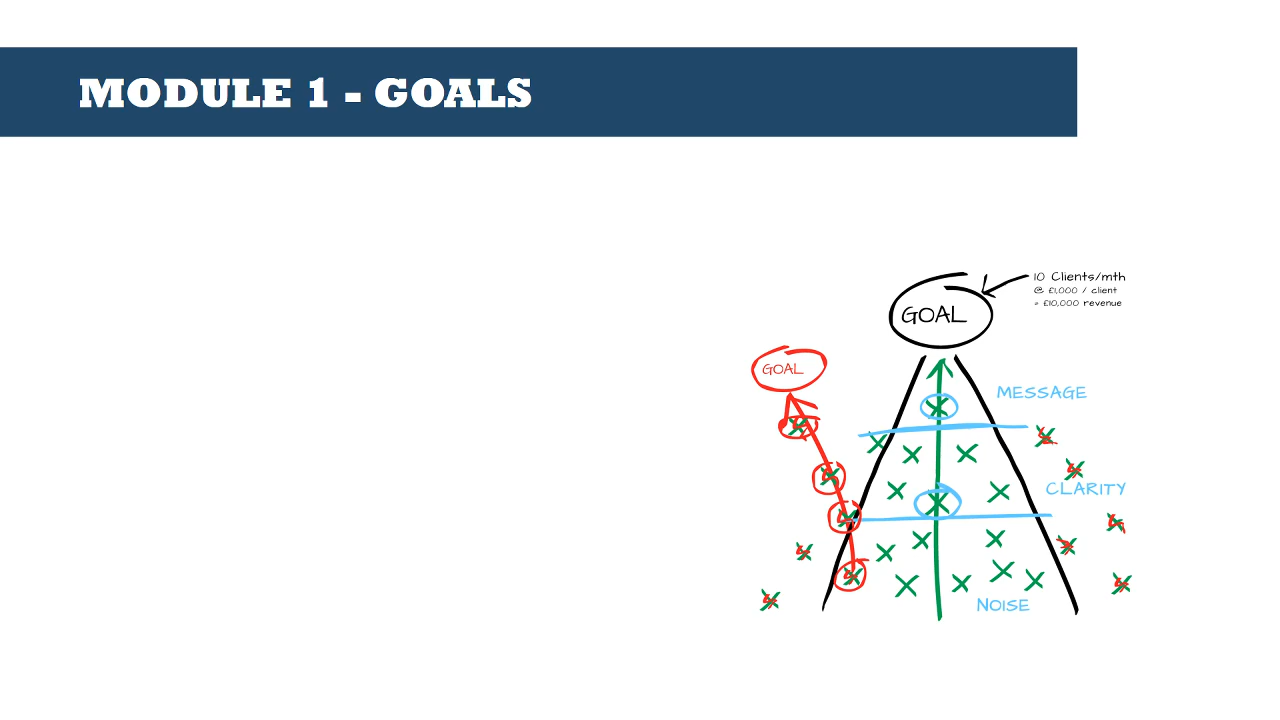 MODULE 1 - GOALS
10 Clients/mth
@ £1,000 / client
= £10,000 revenue
GOAL
GOAL
MESSAGE
CLARITY
NOISE